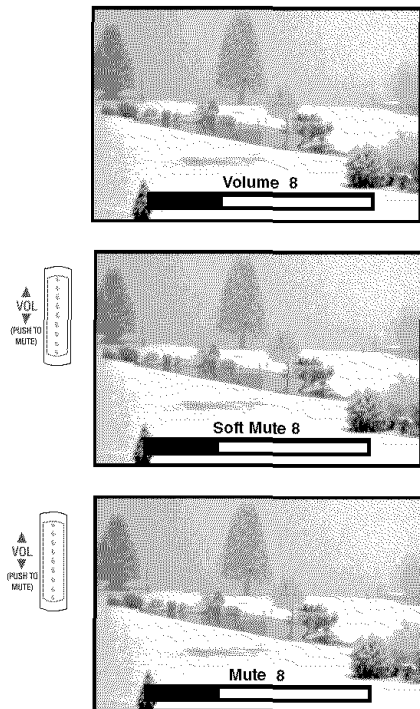 Volume 8
VOL
(PUSH TO
MUTE)
Soft Mute 8
VOL
(PUSH TO
MUTE)
Mute 8